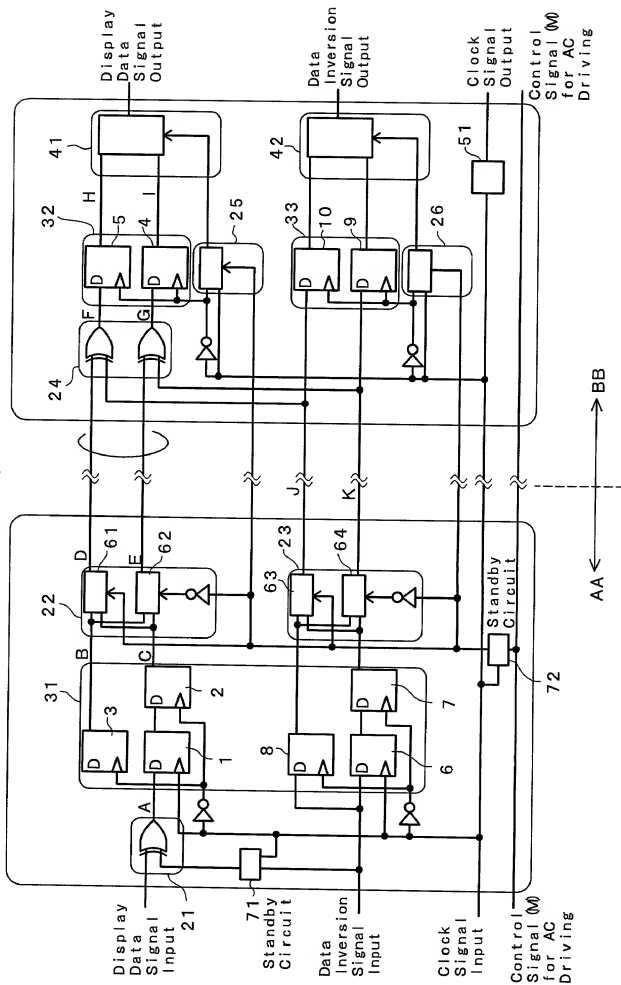 Display
Data
Signal
Input
21
A
71
Standby
Circuit
Data
Inversion
Signal
Input
Clock
Signal
Input
Control
Signal (M)
for AC
Driving
31
B
3
D
1
D
2
D
C
8
D
6
D
7
D
22
D
61
E
62
23
63
64
Standby
Circuit
72
J
K
AA
BB
24
F
G
32
D
5
D
4
H
I
41
25
33
D
10
D
9
42
26
51
Display
Data
Signal
Output
Data
Inversion
Signal
Output
Clock
Signal
Output
Control
Signal (M)
for AC
Driving